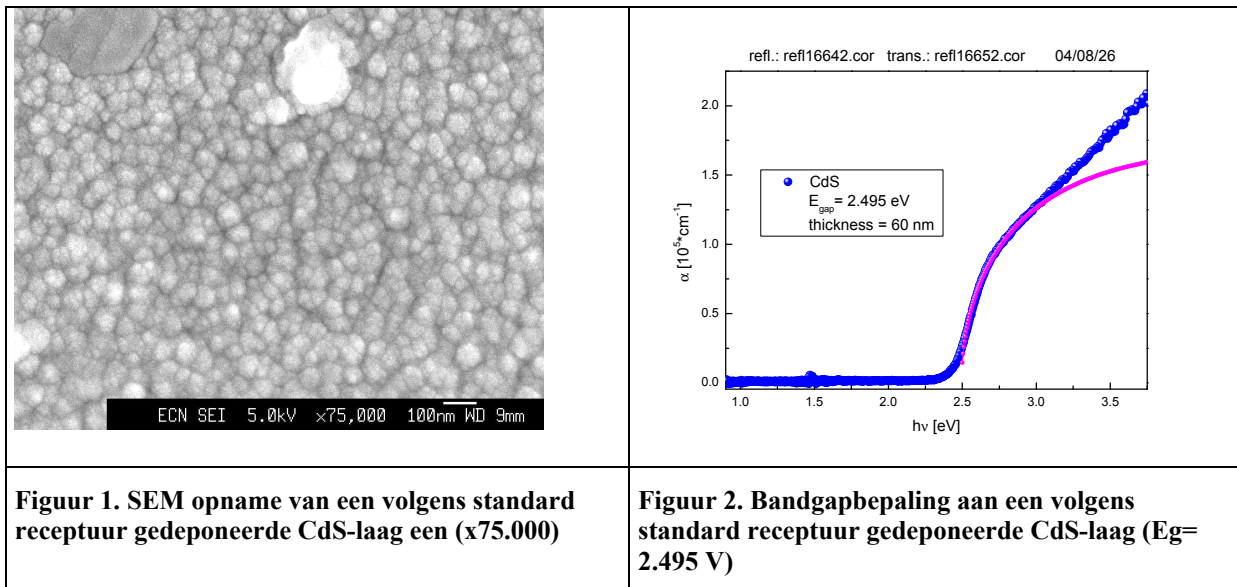 ECN SEI 5.0kV x75,000 100nm WD 9mm
refl.: refl16642.cor trans.: refl16652.cor 04/08/26
2.0
1.5
1.0
0.5
0.0
α [10⁵*cm⁻¹]
CdS
E_gap= 2.495 eV
thickness = 60 nm
1.0 1.5 2.0 2.5 3.0 3.5
hν [eV]
Figuur 1. SEM opname van een volgens standard
receptuur gedeponeerde CdS-laag een (x75.000)
Figuur 2. Bandgapbepaling aan een volgens
standard receptuur gedeponeerde CdS-laag (Eg=
2.495 V)